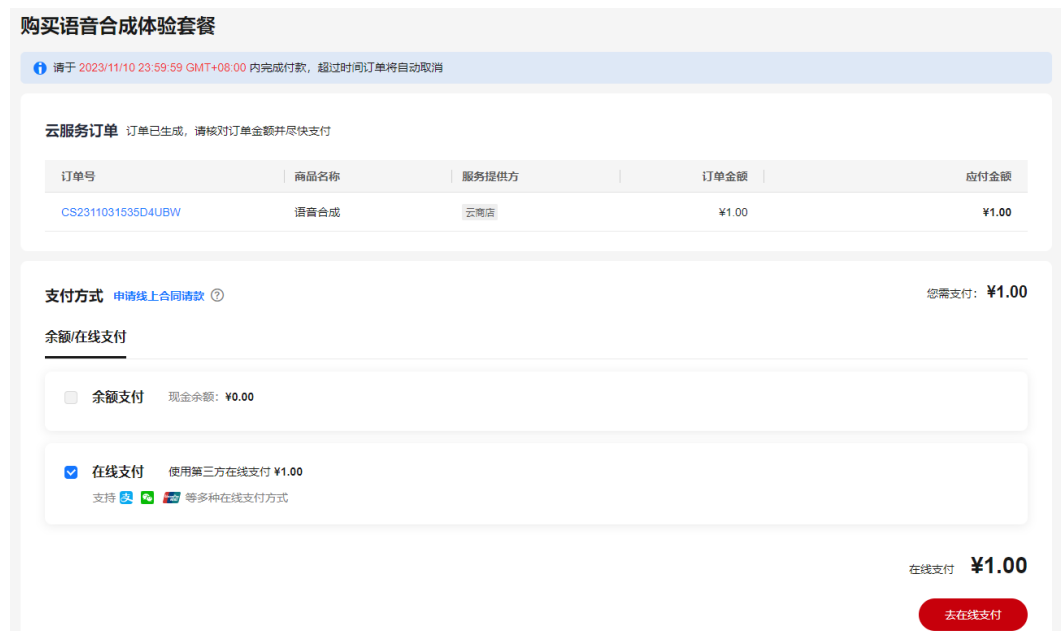 购买语音合成体验套餐
请于 2023/11/10 23:59:59 GMT+08:00 内完成付款，超过时间订单将自动取消
云服务订单 订单已生成，请核对订单金额并尽快支付
订单号 商品名称 服务提供方 订单金额 应付金额
CS2311031535D4UBW 语音合成 云商店 ¥1.00 ¥1.00
支付方式 申请线上合同请款 ? 您需支付：¥1.00
余额/在线支付
余额支付 现金余额：¥0.00
在线支付 使用第三方在线支付 ¥1.00
支持 支 等多种在线支付方式
在线支付 ¥1.00
去在线支付